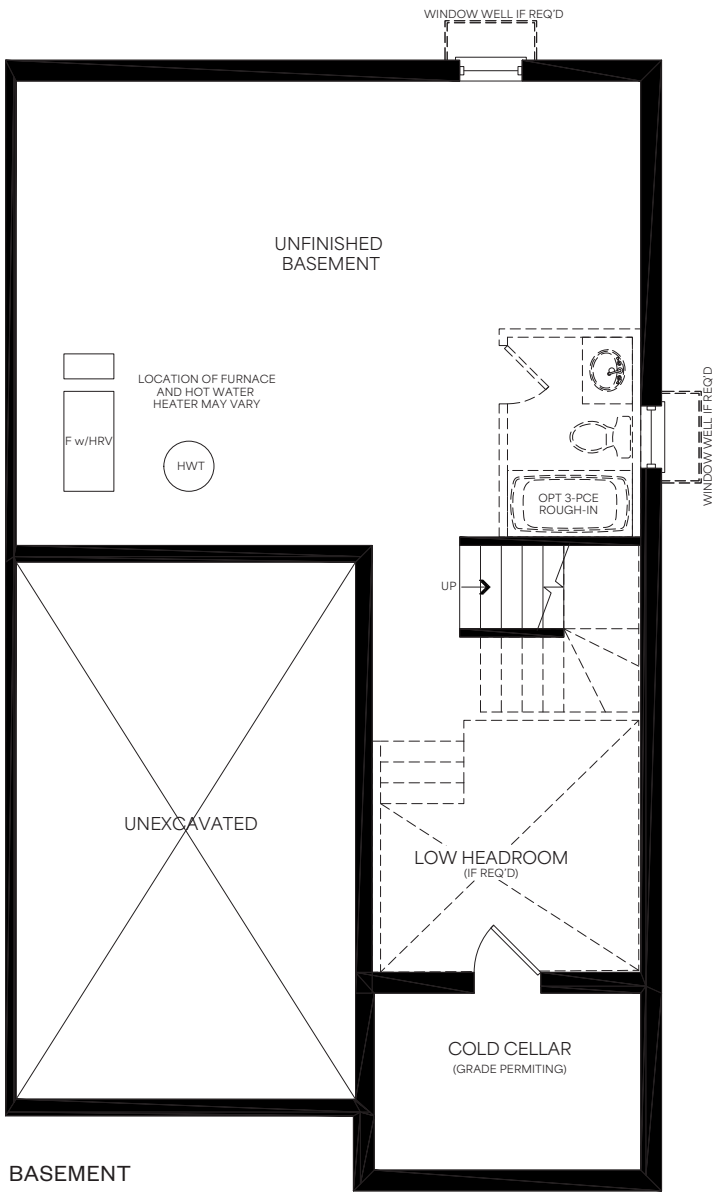 WINDOW WELL IF REQ'D
UNFINISHED
BASEMENT
LOCATION OF FURNACE
AND HOT WATER
HEATER MAY VARY
F w/HRV
HWT
WINDOW WELL IF REQ'D
OPT 3-PCE
ROUGH-IN
UP
UNEXCAVATED
LOW HEADROOM
(IF REQ'D)
COLD CELLAR
(GRADE PERMITING)
BASEMENT